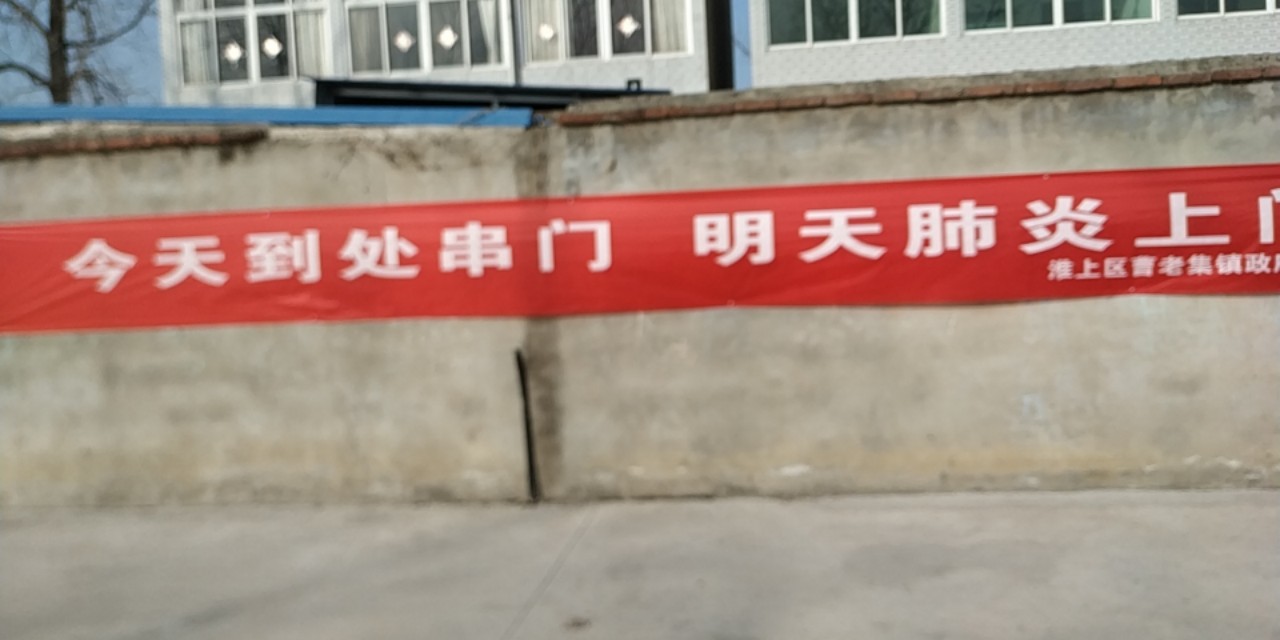 今天到处串门 明天肺炎上门
淮上区曹老集镇政府